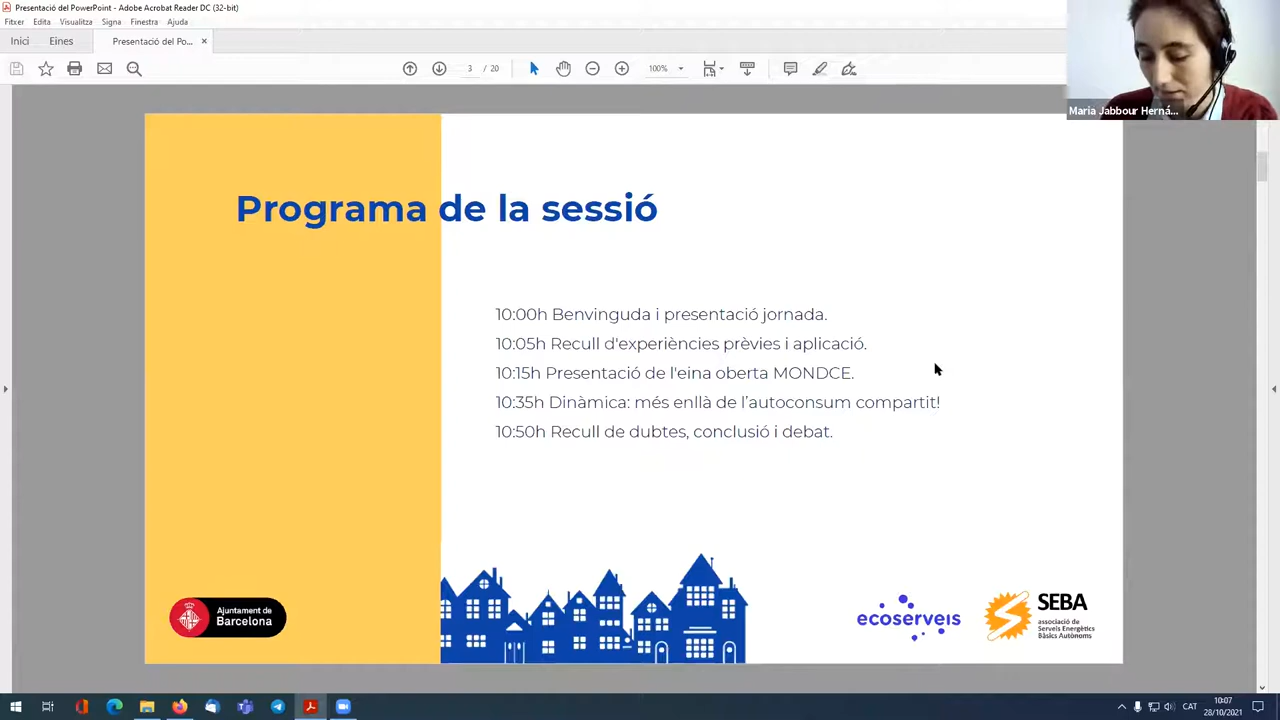 Presentació del PowerPoint - Adobe Acrobat Reader DC (32-bit)
Fitxer Edita Visualitza Signa Finestra Ajuda
Inici Eines Presentació del Po... ×
3 / 20 100%
Maria Jabbour Herná...
Programa de la sessió
10:00h Benvinguda i presentació jornada.
10:05h Recull d'experiències prèvies i aplicació.
10:15h Presentació de l'eina oberta MONDCE.
10:35h Dinàmica: més enllà de l’autoconsum compartit!
10:50h Recull de dubtes, conclusió i debat.
Ajuntament de
Barcelona
ecoserveis
SEBA
associació de
Serveis Energètics
Bàsics Autònoms
CAT
10:07
28/10/2021